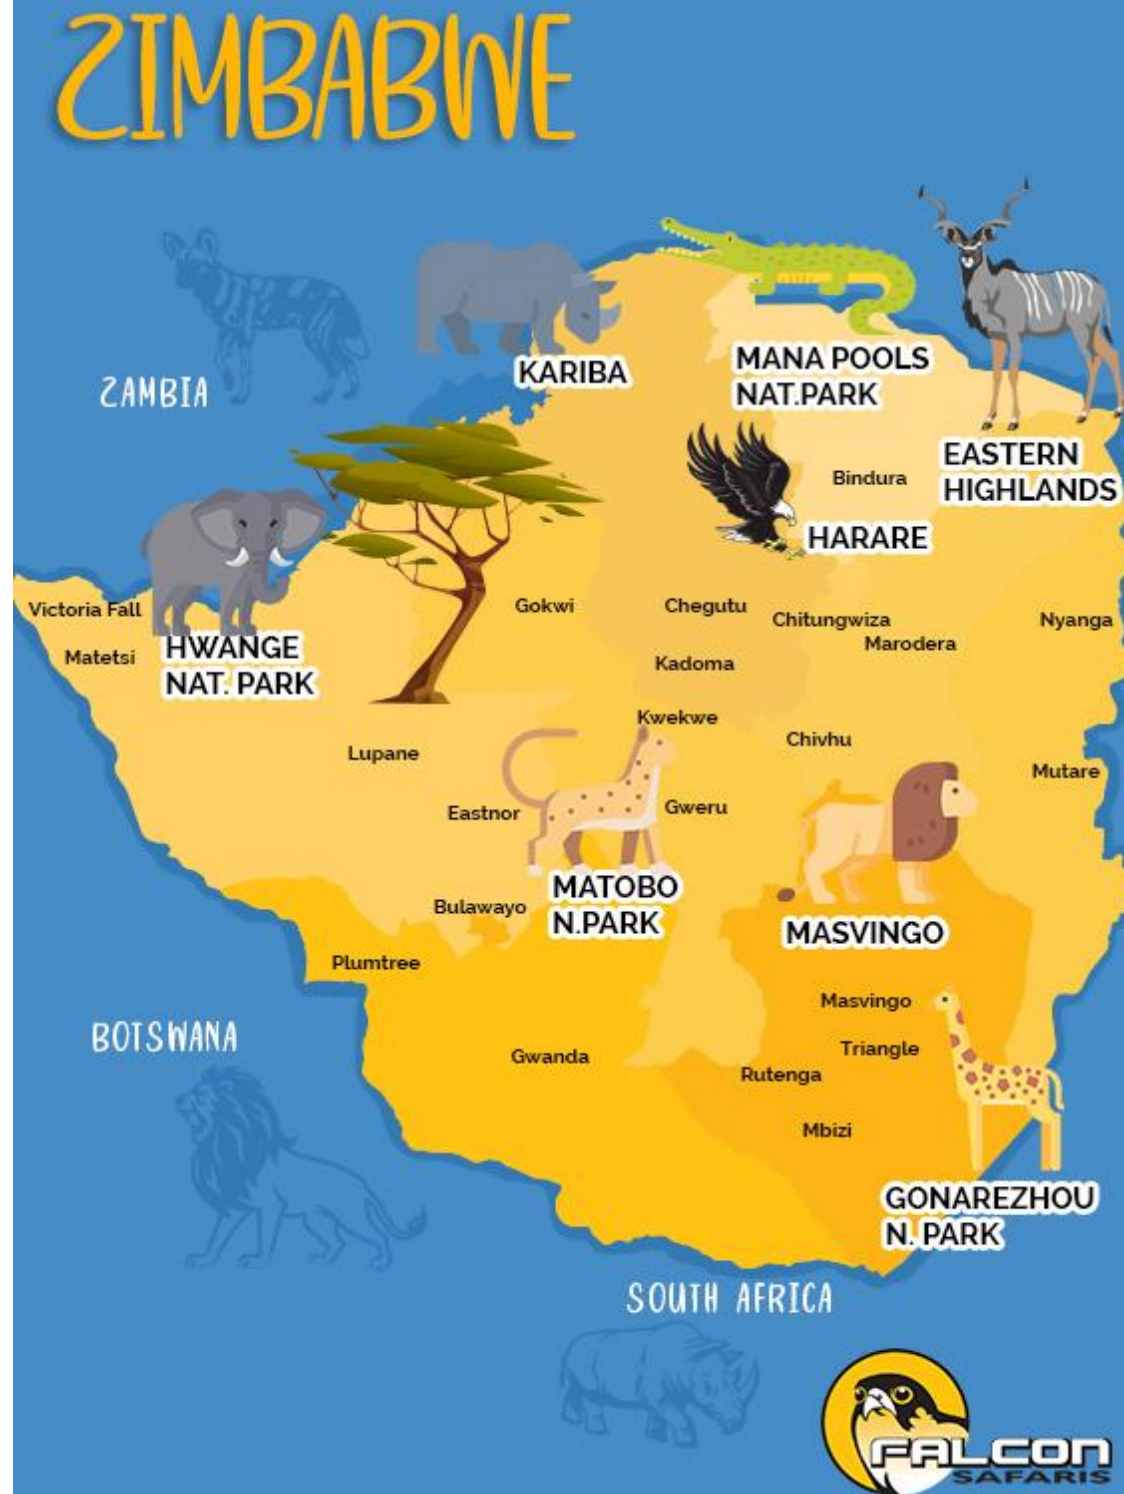 ZIMBABWE
ZAMBIA
KARIBA
MANA POOLS
NAT.PARK
EASTERN
HIGHLANDS
Bindura
HARARE
Victoria Fall
Matetsi
HWANGE
NAT. PARK
Gokwi
Chegutu
Chitungwiza
Marodera
Nyanga
Kadoma
Kwekwe
Chivhu
Lupane
Mutare
Eastnor
Gweru
MATOBO
N.PARK
Bulawayo
MASVINGO
Plumtree
Masvingo
BOTSWANA
Triangle
Gwanda
Rutenga
Mbizi
GONAREZHOU
N. PARK
SOUTH AFRICA
FALCON
SAFARIS